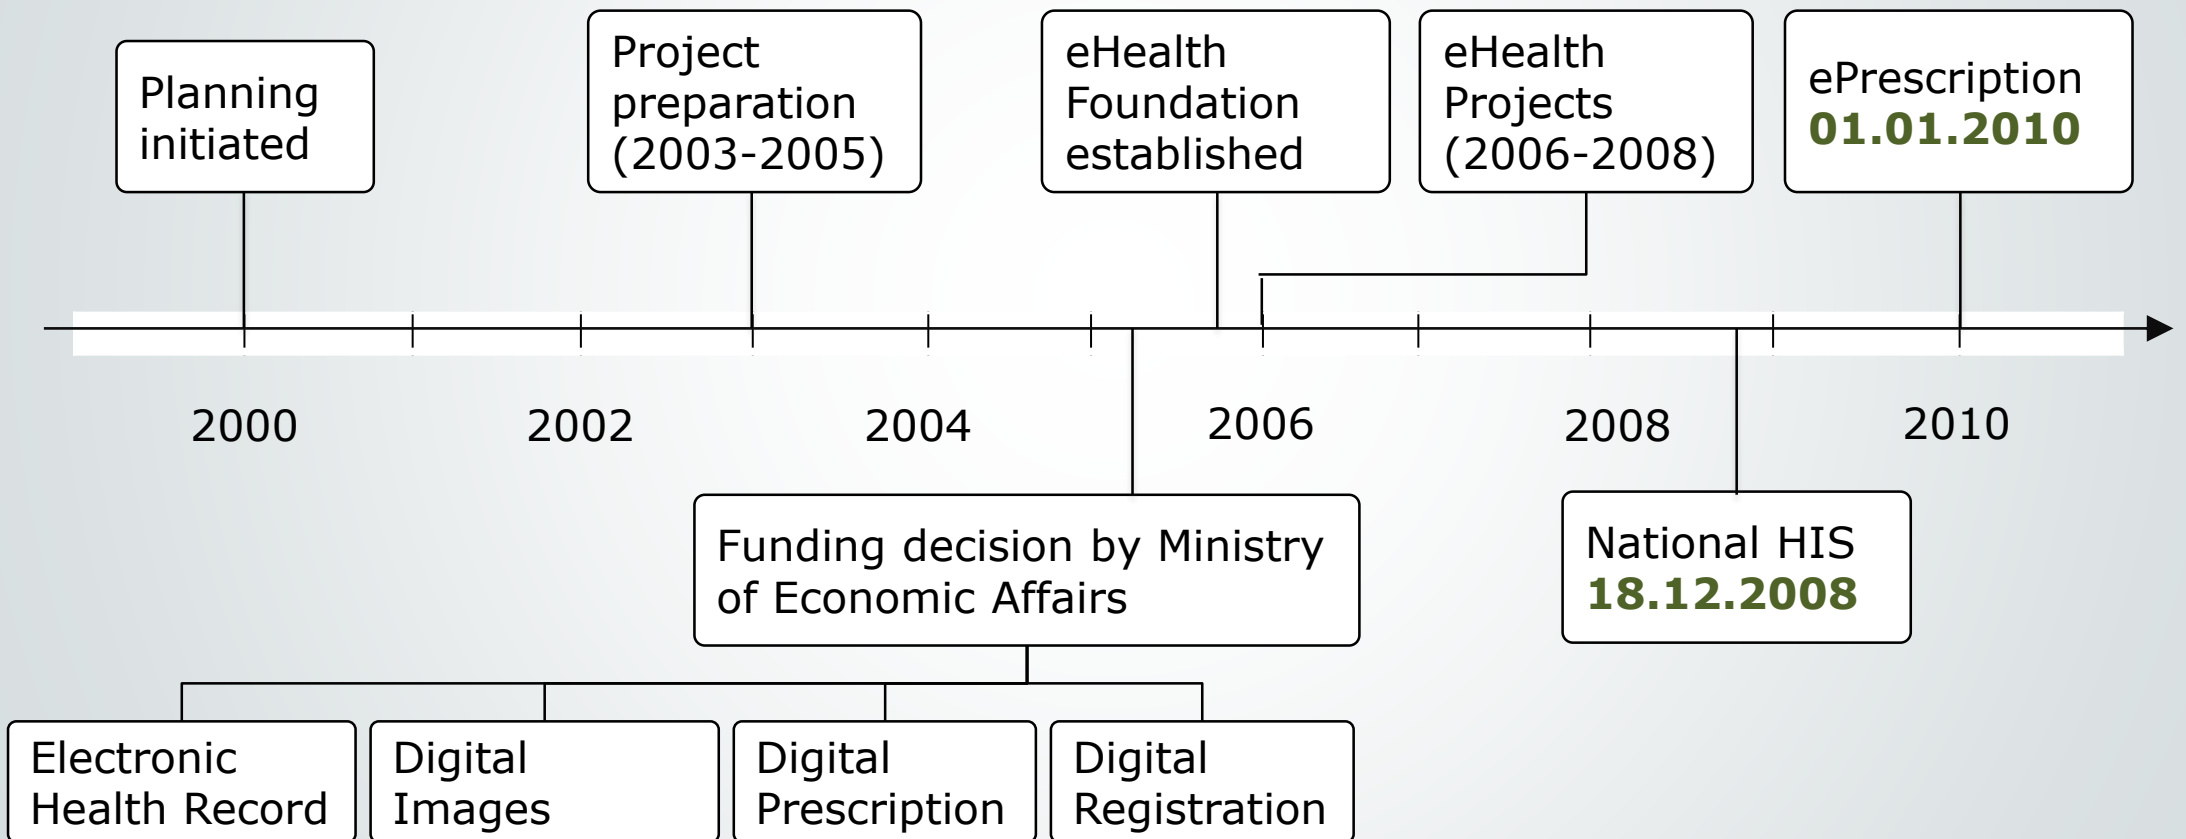 Planning
initiated
Project
preparation
(2003-2005)
eHealth
Foundation
established
eHealth
Projects
(2006-2008)
ePrescription
01.01.2010
2000
2002
2004
2006
2008
2010
Funding decision by Ministry
of Economic Affairs
National HIS
18.12.2008
Electronic
Health Record
Digital
Images
Digital
Prescription
Digital
Registration